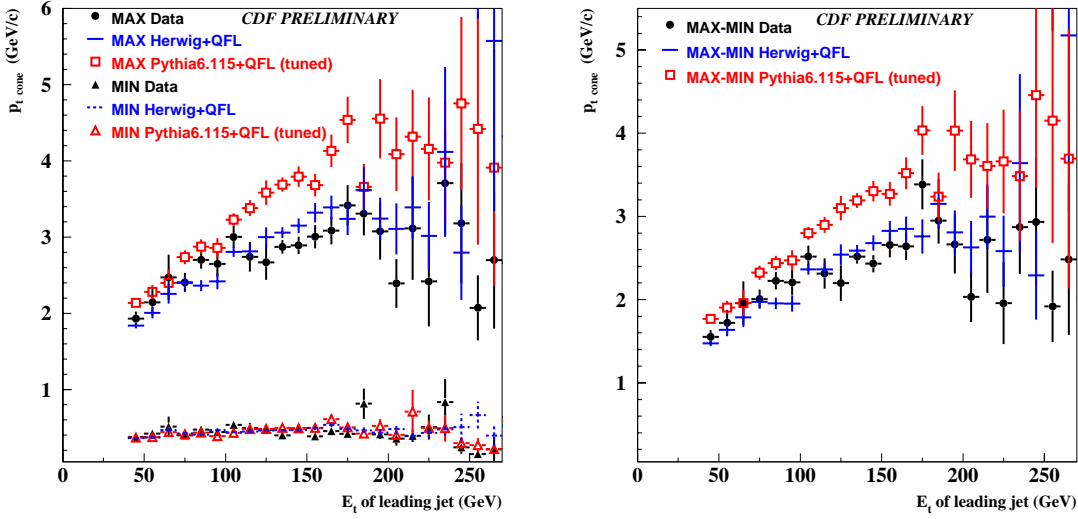 p_t cone (GeV/c)
6
5
4
3
2
1
CDF PRELIMINARY
MAX Data
MAX Herwig+QFL
MAX Pythia6.115+QFL (tuned)
MIN Data
MIN Herwig+QFL
MIN Pythia6.115+QFL (tuned)
0 50 100 150 200 250
E_t of leading jet (GeV)
p_t cone (GeV/c)
5
4
3
2
1
CDF PRELIMINARY
MAX-MIN Data
MAX-MIN Herwig+QFL
MAX-MIN Pythia6.115+QFL (tuned)
0 50 100 150 200 250
E_t of leading jet (GeV)